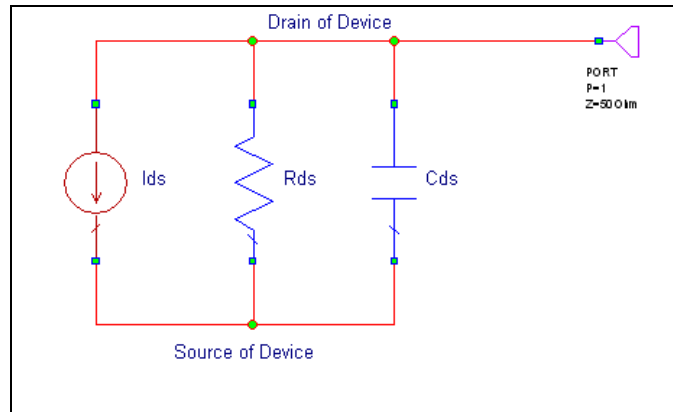 Drain of Device
PORT
P=1
Z=50 Ohm
Ids
Rds
Cds
Source of Device